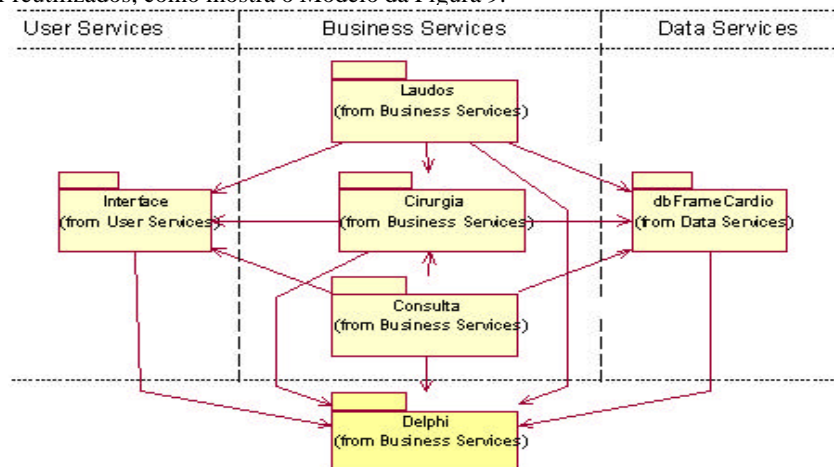 reutilizados, como mostra o Modelo da Figura 9.
User Services
Business Services
Data Services
Laudos
(from Business Services)
Interface
(from User Services)
Cirurgia
(from Business Services)
dbFrameCardio
(from Data Services)
Consulta
(from Business Services)
Delphi
(from Business Services)